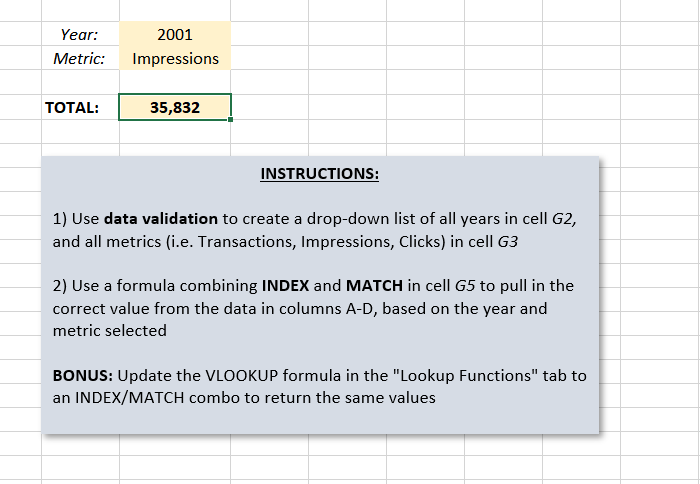 Year: 2001
Metric: Impressions
TOTAL: 35,832
INSTRUCTIONS:
1) Use data validation to create a drop-down list of all years in cell G2,
and all metrics (i.e. Transactions, Impressions, Clicks) in cell G3
2) Use a formula combining INDEX and MATCH in cell G5 to pull in the
correct value from the data in columns A-D, based on the year and
metric selected
BONUS: Update the VLOOKUP formula in the "Lookup Functions" tab to
an INDEX/MATCH combo to return the same values